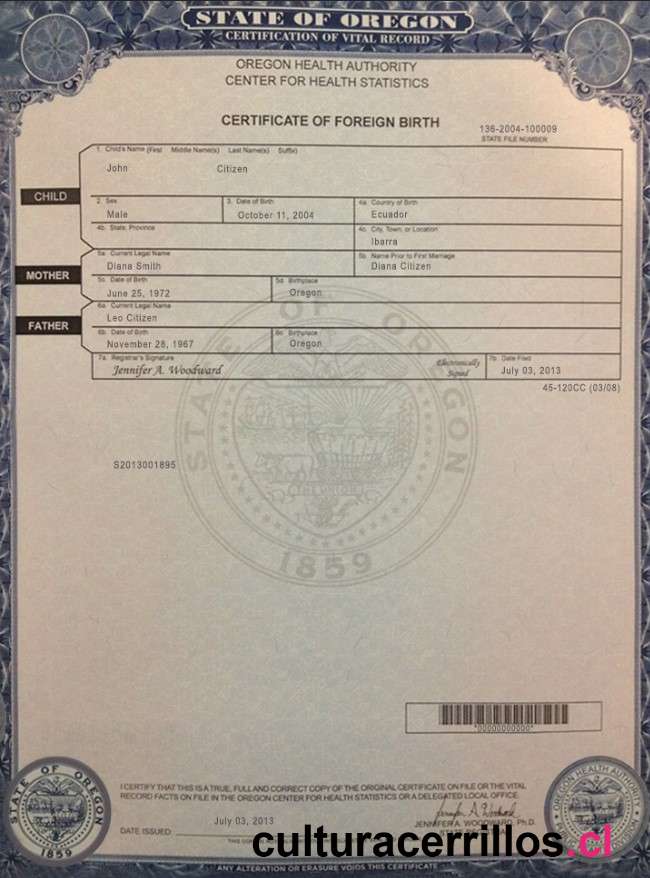 STATE OF OREGON
CERTIFICATION OF VITAL RECORD
OREGON HEALTH AUTHORITY
CENTER FOR HEALTH STATISTICS
CERTIFICATE OF FOREIGN BIRTH
136-2004-100009
STATE FILE NUMBER
CHILD
1. Child's Name (First Middle Name(s) Last Name(s) Suffix)
John Citizen
2. Sex 3. Date of Birth 4a. Country of Birth
Male October 11, 2004 Ecuador
4b. State, Province 4c. City, Town, or Location
Ibarra
MOTHER
5a. Current Legal Name 5b. Name Prior to First Marriage
Diana Smith Diana Citizen
5c. Date of Birth 5d. Birthplace
June 25, 1972 Oregon
FATHER
6a. Current Legal Name
Leo Citizen
6b. Date of Birth 6c. Birthplace
November 28, 1967 Oregon
7a. Registrar's Signature Electronically Signed 7b. Date Filed
Jennifer A. Woodward July 03, 2013
45-120CC (03/08)
STATE OF OREGON
THE UNION
1859
S2013001895
*00000000000*
I CERTIFY THAT THIS IS A TRUE, FULL AND CORRECT COPY OF THE ORIGINAL CERTIFICATE ON FILE OR THE VITAL
RECORD FACTS ON FILE IN THE OREGON CENTER FOR HEALTH STATISTICS OR A DELEGATED LOCAL OFFICE.
Jennifer A. Woodward
JENNIFER A. WOODWARD, Ph.D.
DATE ISSUED July 03, 2013
STATE OF OREGON
1859
OREGON HEALTH AUTHORITY
culturacerrillos.cl
ANY ALTERATION OR ERASURE VOIDS THIS CERTIFICATE